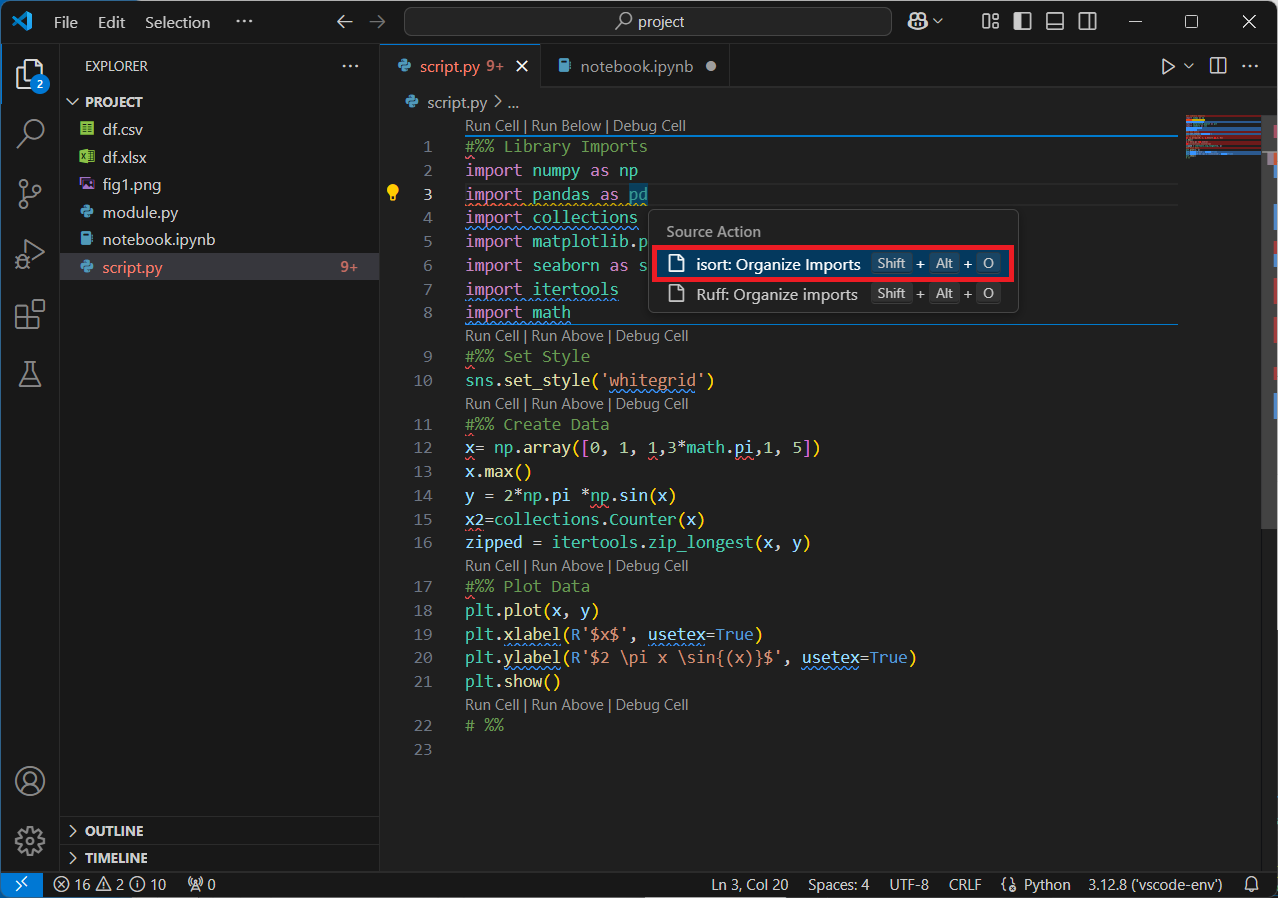 File Edit Selection ··· project
EXPLORER ···
PROJECT
df.csv
df.xlsx
fig1.png
module.py
notebook.ipynb
script.py 9+
OUTLINE
TIMELINE
2
script.py 9+ notebook.ipynb
script.py > ...
Run Cell | Run Below | Debug Cell
1 #%% Library Imports
2 import numpy as np
3 import pandas as pd
4 import collections
5 import matplotlib.p
6 import seaborn as s
7 import itertools
8 import math
Source Action
isort: Organize Imports Shift + Alt + O
Ruff: Organize imports Shift + Alt + O
Run Cell | Run Above | Debug Cell
9 #%% Set Style
10 sns.set_style('whitegrid')
Run Cell | Run Above | Debug Cell
11 #%% Create Data
12 x= np.array([0, 1, 1,3*math.pi,1, 5])
13 x.max()
14 y = 2*np.pi *np.sin(x)
15 x2=collections.Counter(x)
16 zipped = itertools.zip_longest(x, y)
Run Cell | Run Above | Debug Cell
17 #%% Plot Data
18 plt.plot(x, y)
19 plt.xlabel(R'$x$', usetex=True)
20 plt.ylabel(R'$2 \pi x \sin{(x)}$', usetex=True)
21 plt.show()
Run Cell | Run Above | Debug Cell
22 # %%
23
16 2 10 0 Ln 3, Col 20 Spaces: 4 UTF-8 CRLF Python 3.12.8 ('vscode-env')